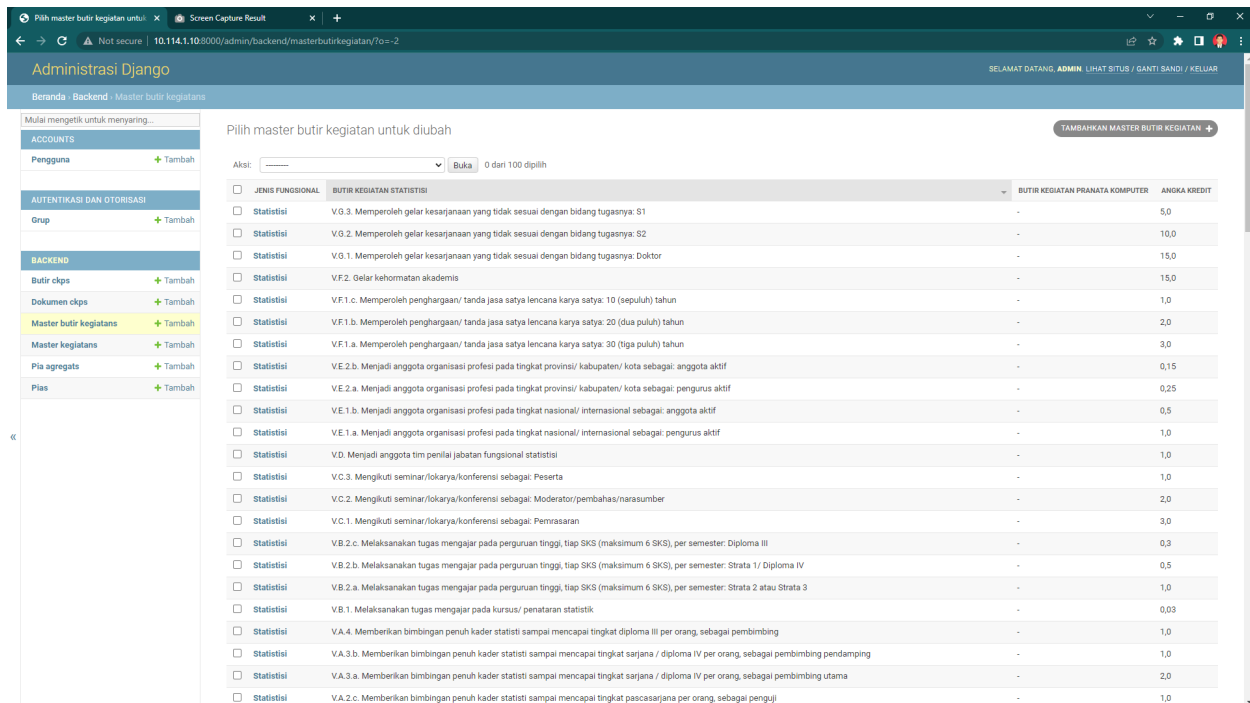 Pilih master butir kegiatan untuk
Screen Capture Result
Not secure | 10.114.1.10:8000/admin/backend/masterbutirkegiatan/?o=-2
Administrasi Django
SELAMAT DATANG, ADMIN. LIHAT SITUS / GANTI SANDI / KELUAR
Beranda › Backend › Master butir kegiatans
Mulai mengetik untuk menyaring...
ACCOUNTS
Pengguna + Tambah
AUTENTIKASI DAN OTORISASI
Grup + Tambah
BACKEND
Butir ckps + Tambah
Dokumen ckps + Tambah
Master butir kegiatans + Tambah
Master kegiatans + Tambah
Pia agregats + Tambah
Pias + Tambah
«
Pilih master butir kegiatan untuk diubah
TAMBAHKAN MASTER BUTIR KEGIATAN +
Aksi: --------- Buka 0 dari 100 dipilih
JENIS FUNGSIONAL BUTIR KEGIATAN STATISTISI BUTIR KEGIATAN PRANATA KOMPUTER ANGKA KREDIT
Statistisi V.G.3. Memperoleh gelar kesarjanaan yang tidak sesuai dengan bidang tugasnya: S1 - 5,0
Statistisi V.G.2. Memperoleh gelar kesarjanaan yang tidak sesuai dengan bidang tugasnya: S2 - 10,0
Statistisi V.G.1. Memperoleh gelar kesarjanaan yang tidak sesuai dengan bidang tugasnya: Doktor - 15,0
Statistisi V.F.2. Gelar kehormatan akademis - 15,0
Statistisi V.F.1.c. Memperoleh penghargaan/ tanda jasa satya lencana karya satya: 10 (sepuluh) tahun - 1,0
Statistisi V.F.1.b. Memperoleh penghargaan/ tanda jasa satya lencana karya satya: 20 (dua puluh) tahun - 2,0
Statistisi V.F.1.a. Memperoleh penghargaan/ tanda jasa satya lencana karya satya: 30 (tiga puluh) tahun - 3,0
Statistisi V.E.2.b. Menjadi anggota organisasi profesi pada tingkat provinsi/ kabupaten/ kota sebagai: anggota aktif - 0,15
Statistisi V.E.2.a. Menjadi anggota organisasi profesi pada tingkat provinsi/ kabupaten/ kota sebagai: pengurus aktif - 0,25
Statistisi V.E.1.b. Menjadi anggota organisasi profesi pada tingkat nasional/ internasional sebagai: anggota aktif - 0,5
Statistisi V.E.1.a. Menjadi anggota organisasi profesi pada tingkat nasional/ internasional sebagai: pengurus aktif - 1,0
Statistisi V.D. Menjadi anggota tim penilai jabatan fungsional statistisi - 1,0
Statistisi V.C.3. Mengikuti seminar/lokarya/konferensi sebagai: Peserta - 1,0
Statistisi V.C.2. Mengikuti seminar/lokarya/konferensi sebagai: Moderator/pembahas/narasumber - 2,0
Statistisi V.C.1. Mengikuti seminar/lokarya/konferensi sebagai: Pemrasaran - 3,0
Statistisi V.B.2.c. Melaksanakan tugas mengajar pada perguruan tinggi, tiap SKS (maksimum 6 SKS), per semester: Diploma III - 0,3
Statistisi V.B.2.b. Melaksanakan tugas mengajar pada perguruan tinggi, tiap SKS (maksimum 6 SKS), per semester: Strata 1/ Diploma IV - 0,5
Statistisi V.B.2.a. Melaksanakan tugas mengajar pada perguruan tinggi, tiap SKS (maksimum 6 SKS), per semester: Strata 2 atau Strata 3 - 1,0
Statistisi V.B.1. Melaksanakan tugas mengajar pada kursus/ penataran statistik - 0,03
Statistisi V.A.4. Memberikan bimbingan penuh kader statisti sampai mencapai tingkat diploma III per orang, sebagai pembimbing - 1,0
Statistisi V.A.3.b. Memberikan bimbingan penuh kader statisti sampai mencapai tingkat sarjana / diploma IV per orang, sebagai pembimbing pendamping - 1,0
Statistisi V.A.3.a. Memberikan bimbingan penuh kader statisti sampai mencapai tingkat sarjana / diploma IV per orang, sebagai pembimbing utama - 2,0
Statistisi V.A.2.c. Memberikan bimbingan penuh kader statisti sampai mencapai tingkat pascasarjana per orang, sebagai penguji - 1,0